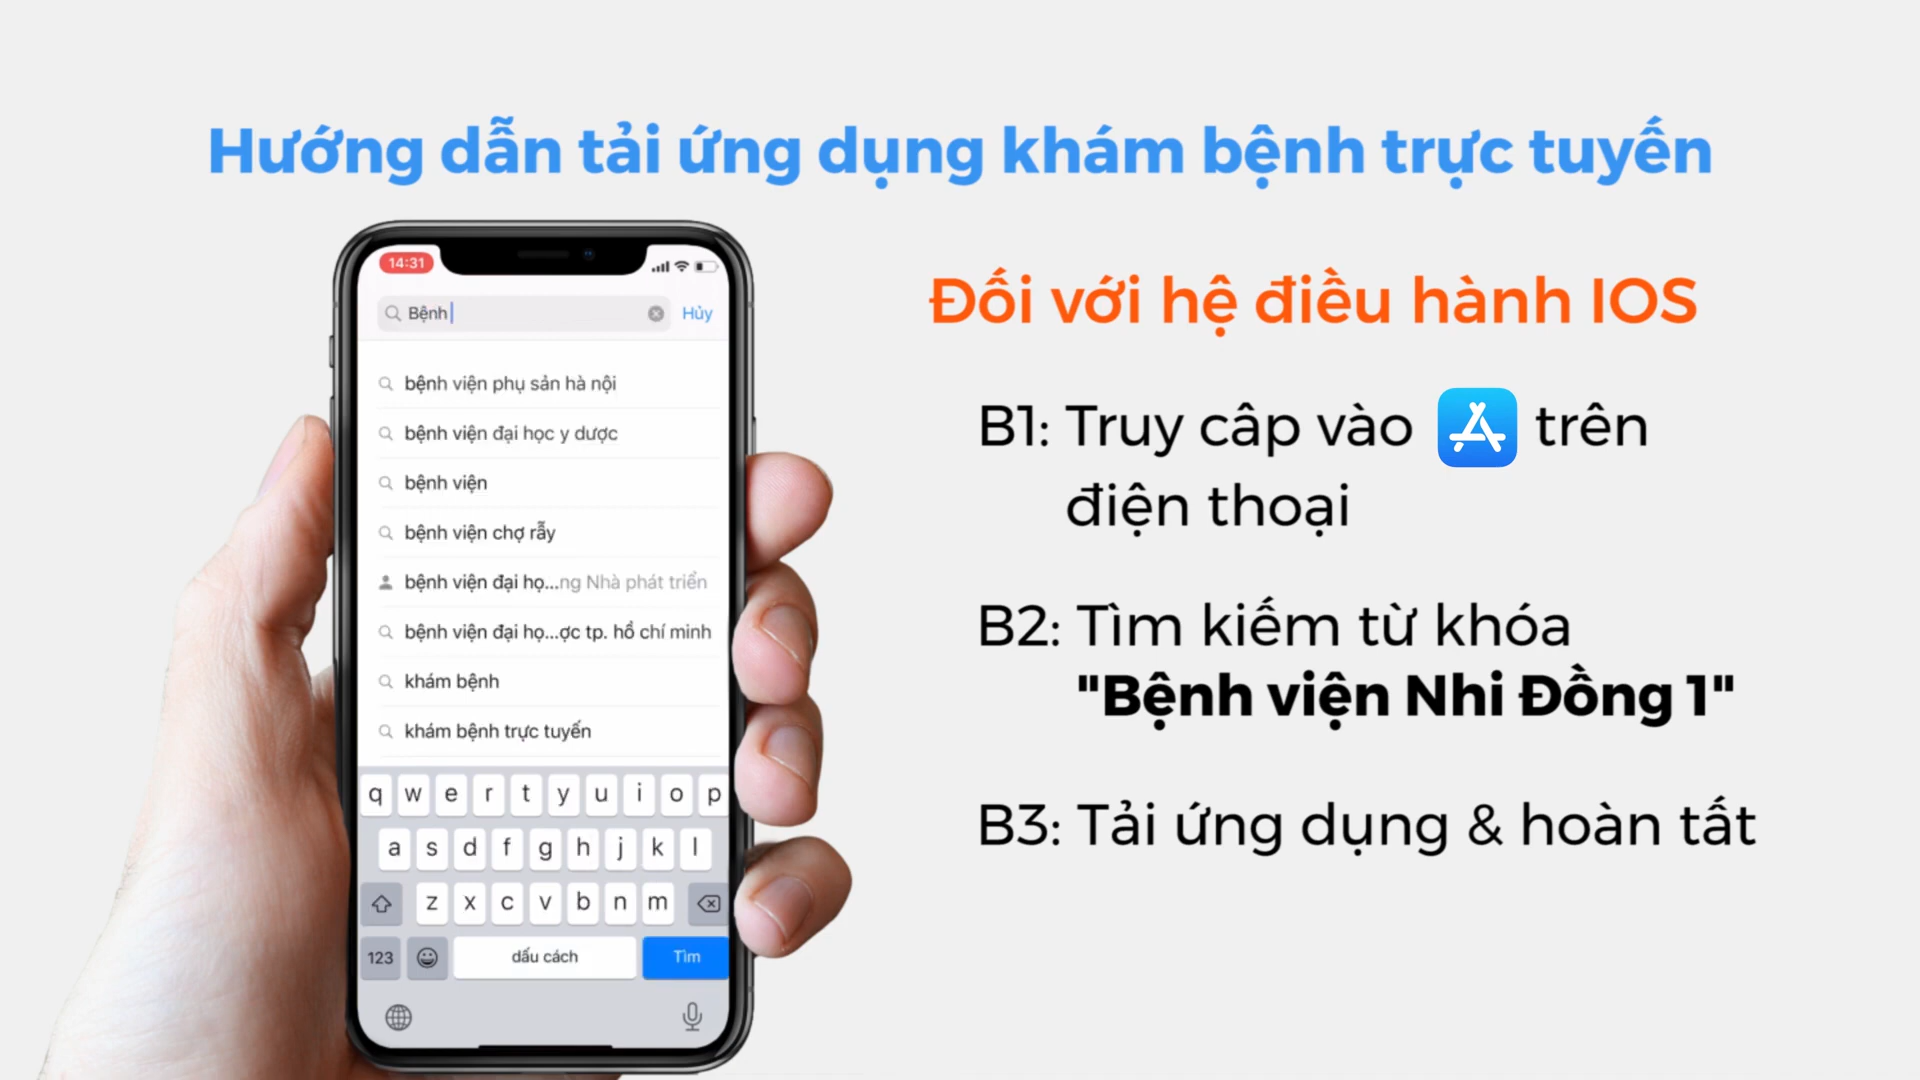 Hướng dẫn tải ứng dụng khám bệnh trực tuyến
14:31
Bệnh
Hủy
bệnh viện phụ sản hà nội
bệnh viện đại học y dược
bệnh viện
bệnh viện chợ rẫy
bệnh viện đại họ...ng Nhà phát triển
bệnh viện đại họ...ợc tp. hồ chí minh
khám bệnh
khám bệnh trực tuyến
q w e r t y u i o p
a s d f g h j k l
z x c v b n m
123 dấu cách Tìm
Đối với hệ điều hành IOS
B1: Truy câp vào trên
điện thoại
B2: Tìm kiếm từ khóa
"Bệnh viện Nhi Đồng 1"
B3: Tải ứng dụng & hoàn tất